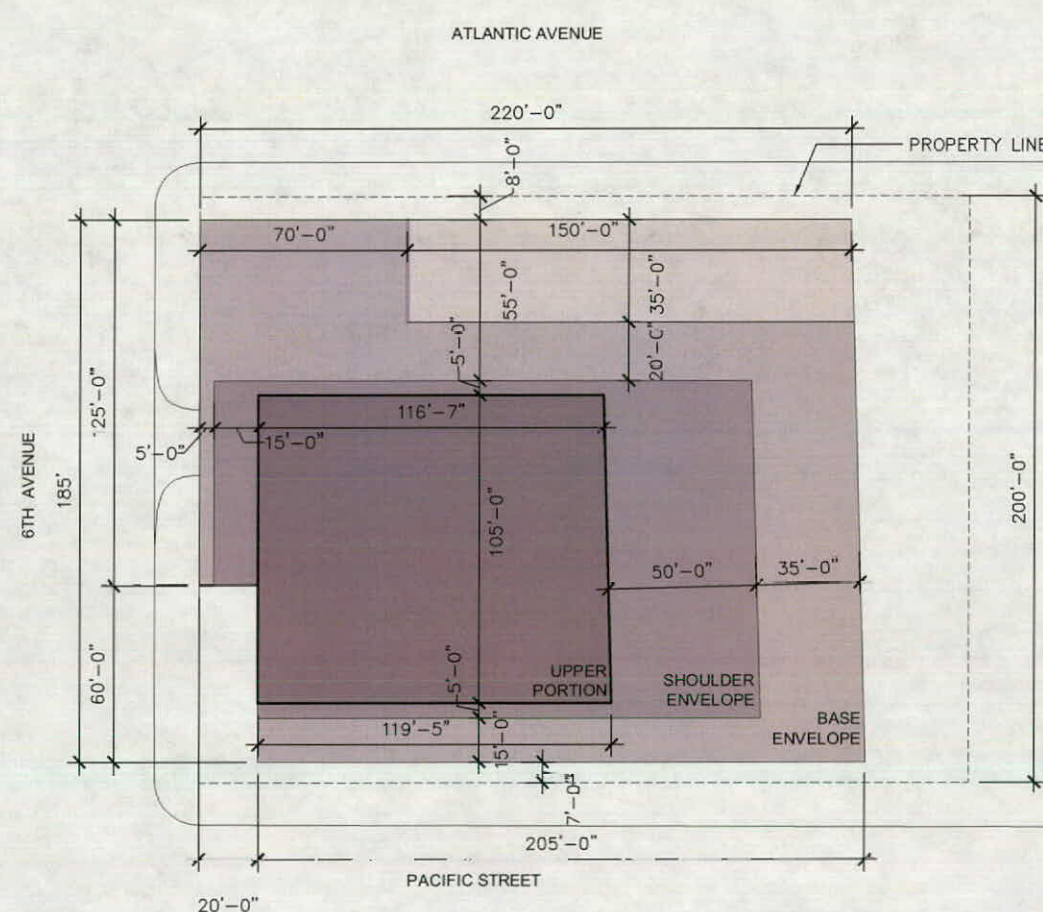 ATLANTIC AVENUE
220'-0"
8'-0"
PROPERTY LINE
70'-0"
150'-0"
55'-0"
35'-0"
5'-0"
20'-0"
125'-0"
116'-7"
15'-0"
5'-0"
6TH AVENUE
185'
105'-0"
200'-0"
50'-0"
35'-0"
60'-0"
5'-0"
UPPER
PORTION
SHOULDER
ENVELOPE
BASE
ENVELOPE
119'-5"
15'-0"
7'-0"
205'-0"
PACIFIC STREET
20'-0"